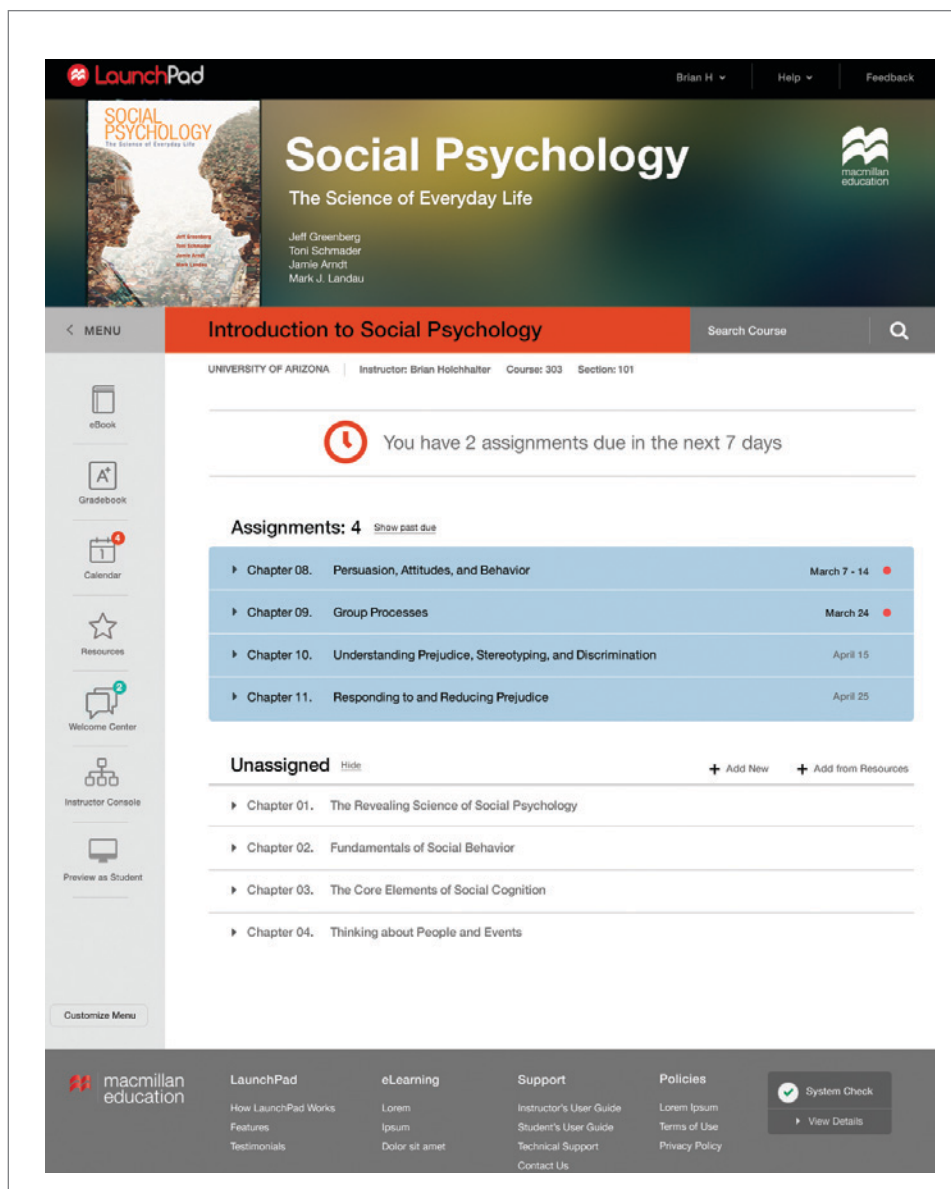 LaunchPad
Brian H
Help
Feedback
SOCIAL
PSYCHOLOGY
The Science of Everyday Life
Jeff Greenberg
Toni Schmader
Jamie Arndt
Mark Landau
Social Psychology
The Science of Everyday Life
Jeff Greenberg
Toni Schmader
Jamie Arndt
Mark J. Landau
macmillan
education
< MENU
Introduction to Social Psychology
Search Course
UNIVERSITY OF ARIZONA Instructor: Brian Holchhalter Course: 303 Section: 101
eBook
A+
Gradebook
4
1
Calendar
Resources
2
Welcome Center
Instructor Console
Preview as Student
Customize Menu
You have 2 assignments due in the next 7 days
Assignments: 4 Show past due
Chapter 08. Persuasion, Attitudes, and Behavior March 7 - 14
Chapter 09. Group Processes March 24
Chapter 10. Understanding Prejudice, Stereotyping, and Discrimination April 15
Chapter 11. Responding to and Reducing Prejudice April 25
Unassigned Hide + Add New + Add from Resources
Chapter 01. The Revealing Science of Social Psychology
Chapter 02. Fundamentals of Social Behavior
Chapter 03. The Core Elements of Social Cognition
Chapter 04. Thinking about People and Events
macmillan
education
LaunchPad
How LaunchPad Works
Features
Testimonials
eLearning
Lorem
Ipsum
Dolor sit amet
Support
Instructor's User Guide
Student's User Guide
Technical Support
Contact Us
Policies
Lorem Ipsum
Terms of Use
Privacy Policy
System Check
View Details